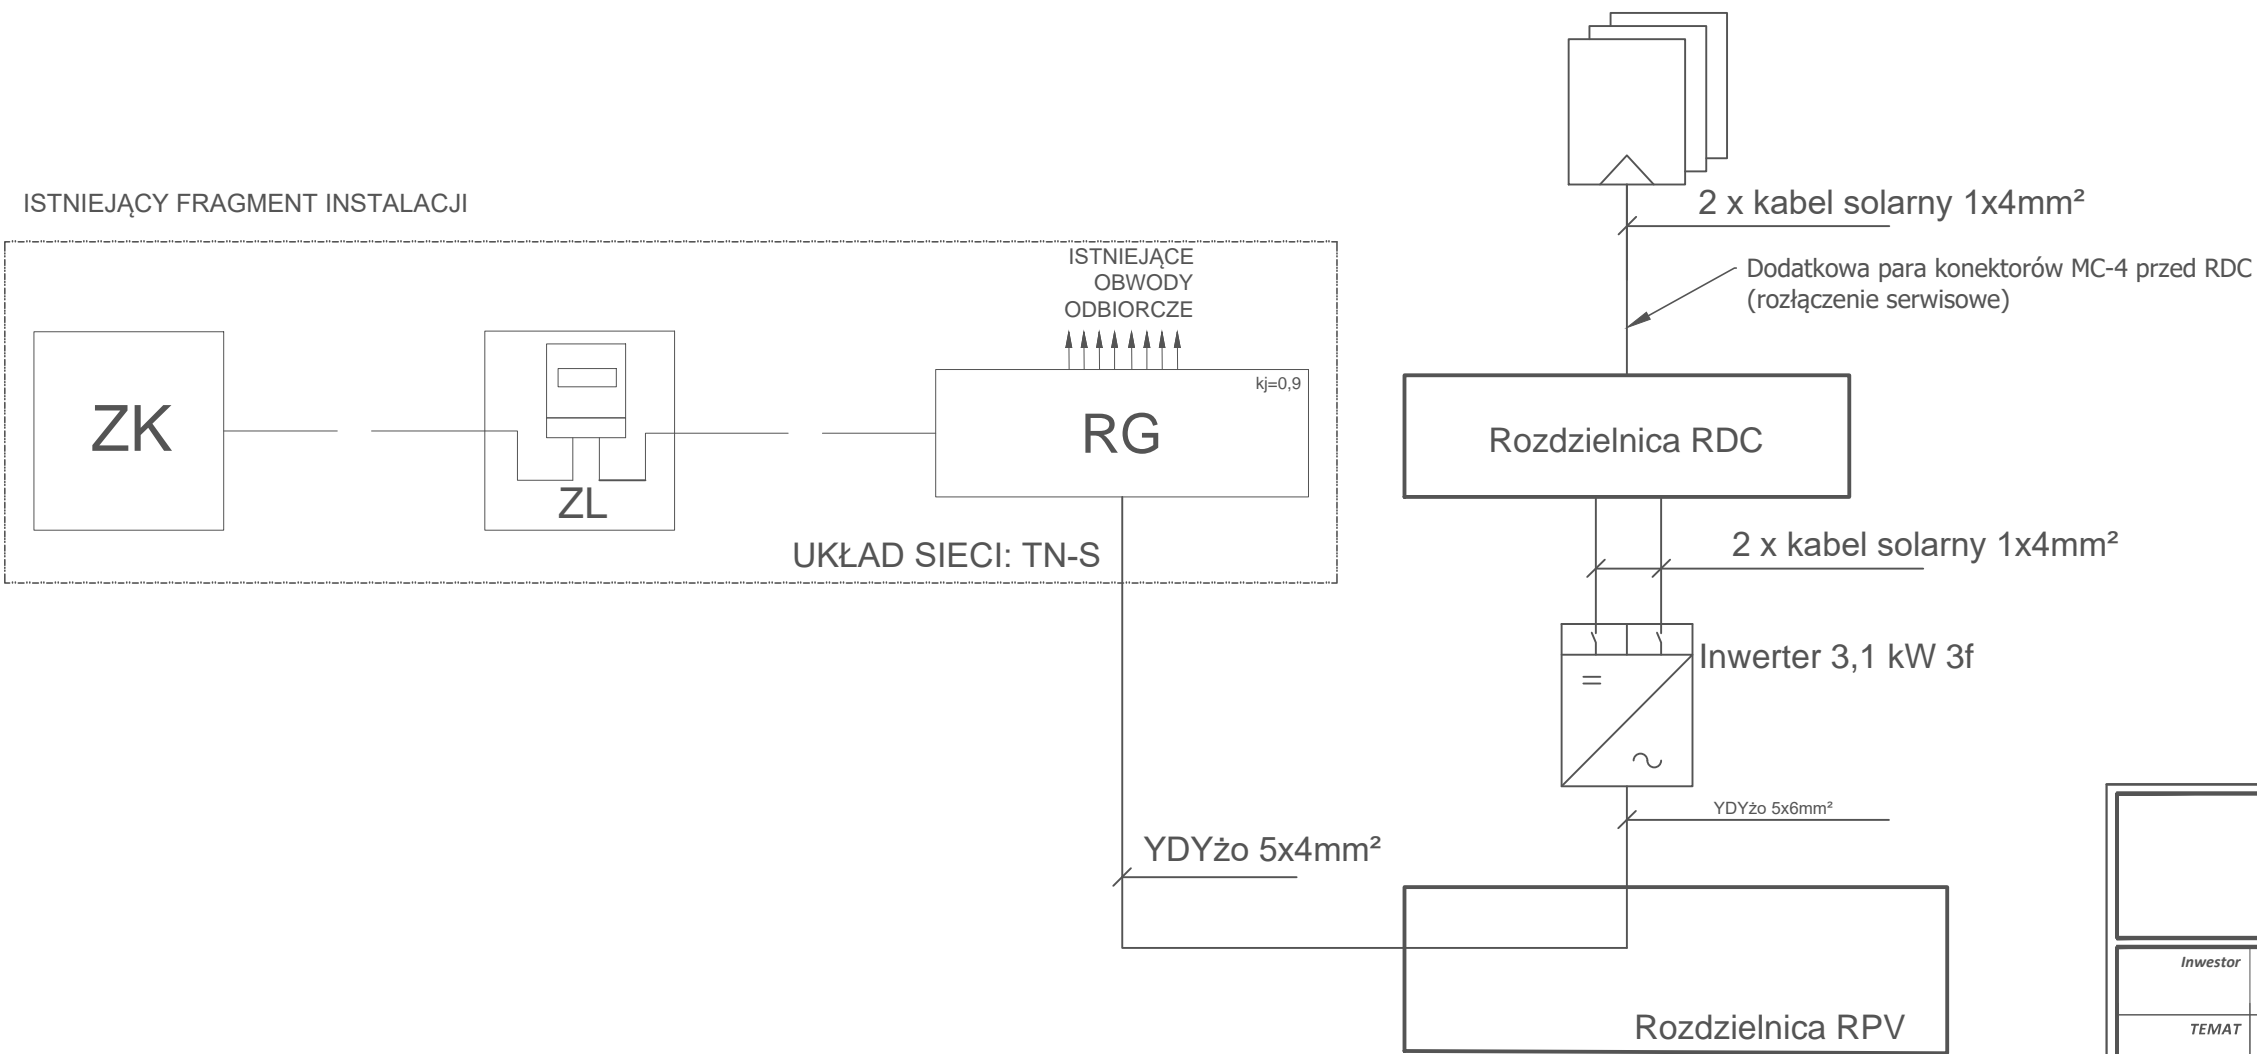 2 x kabel solarny 1x4mm²
Dodatkowa para konektorów MC-4 przed RDC
(rozłączenie serwisowe)
ISTNIEJĄCY FRAGMENT INSTALACJI
ISTNIEJĄCE
OBWODY
ODBIORCZE
ZK
ZL
kj=0,9
RG
UKŁAD SIECI: TN-S
Rozdzielnica RDC
2 x kabel solarny 1x4mm²
Inwerter 3,1 kW 3f
YDYżo 5x6mm²
YDYżo 5x4mm²
Rozdzielnica RPV
Inwestor
TEMAT